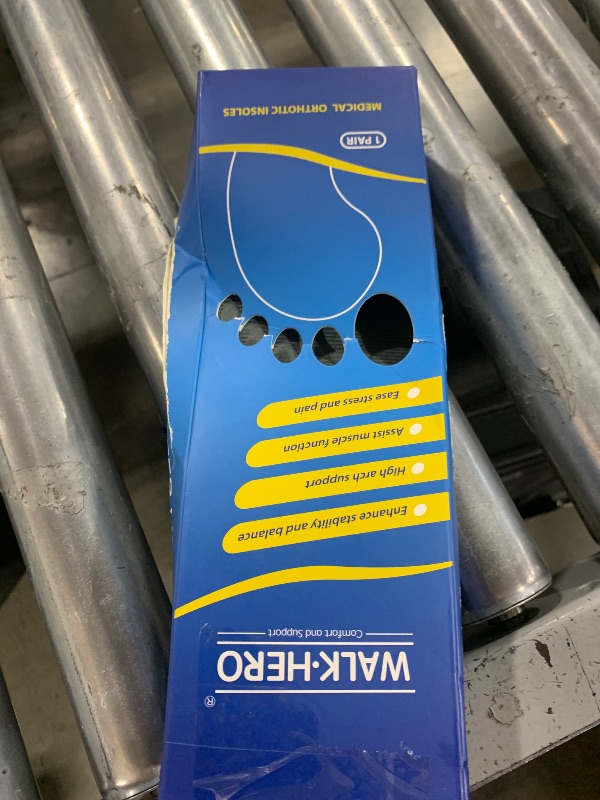 WALK·HERO®
Comfort and Support
Enhance stability and balance
High arch support
Assist muscle function
Ease stress and pain
1 PAIR
MEDICAL ORTHOTIC INSOLES